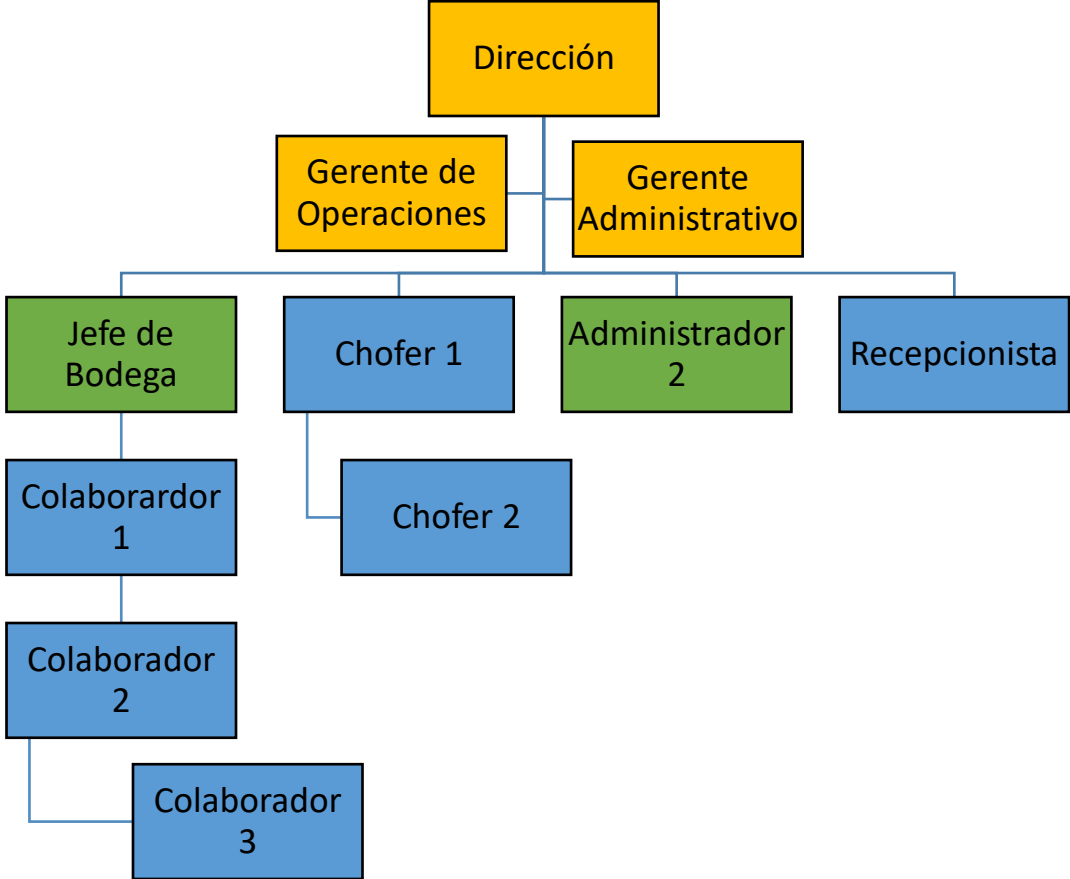 Dirección
Gerente de
Operaciones
Gerente
Administrativo
Jefe de
Bodega
Chofer 1
Administrador
2
Recepcionista
Colaborardor
1
Chofer 2
Colaborador
2
Colaborador
3